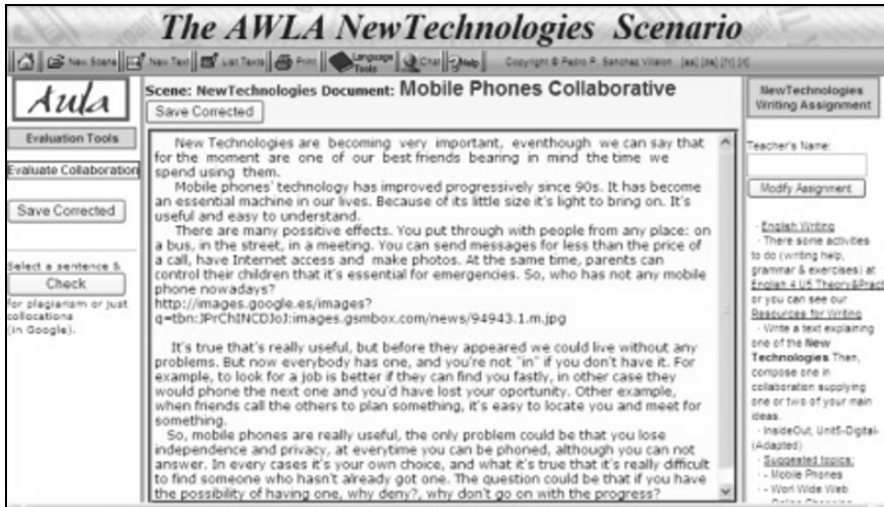 The AWLA NewTechnologies Scenario
New Scene New Text List Texts Print Language Tools Chat Help Copyright © Pedro P. Sanchez
Aula
Evaluation Tools
Evaluate Collaboration
Save Corrected
Select a sentence &
Check
for plagiarism or just
collocations
(in Google).
Scene: NewTechnologies Document: Mobile Phones Collaborative
Save Corrected
New Technologies are becoming very important, eventhough we can say that
for the moment are one of our best friends bearing in mind the time we
spend using them.
Mobile phones' technology has improved progressively since 90s. It has become
an essential machine in our lives. Because of its little size it's light to bring on. It's
useful and easy to understand.
There are many possitive effects. You put through with people from any place: on
a bus, in the street, in a meeting. You can send messages for less than the price of
a call, have Internet access and make photos. At the same time, parents can
control their children that it's essential for emergencies. So, who has not any mobile
phone nowadays?
http://images.google.es/images?
q=tbn:JPrChINCDJoJ:images.gsmbox.com/news/94943.1.m.jpg
It's true that's really useful, but before they appeared we could live without any
problems. But now everybody has one, and you're not "in" if you don't have it. For
example, to look for a job is better if they can find you fastly, in other case they
would phone the next one and you'd have lost your oportunity. Other example,
when friends call the others to plan something, it's easy to locate you and meet for
something.
So, mobile phones are really useful, the only problem could be that you lose
independence and privacy, at everytime you can be phoned, although you can not
answer. In every cases it's your own choice, and what it's true that it's really difficult
to find someone who hasn't already got one. The question could be that if you have
the possibility of having one, why deny?, why don't go on with the progress?
NewTechnologies
Writing Assignment
Teacher's Name:
Modify Assignment
- English Writing
- There some activities
to do (writing help,
grammar & exercises) at
English 4 U5 Theory&Pract
or you can see our
Resources for Writing
- Write a text explaining
one of the New
Technologies Then,
compose one in
collaboration supplying
one or two of your main
ideas.
- InsideOut, Unit5-Digital-
(Adapted)
- Suggested topics:
- Mobile Phones
- Worl Wide Web
- Online Shopping